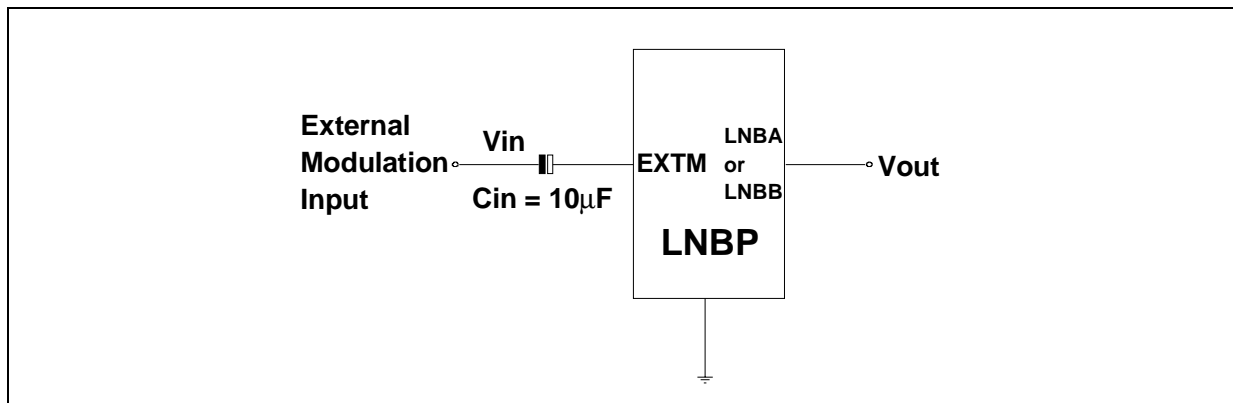 External
Modulation
Input
Vin
Cin = 10μF
EXTM
LNBA
or
LNBB
LNBP
Vout